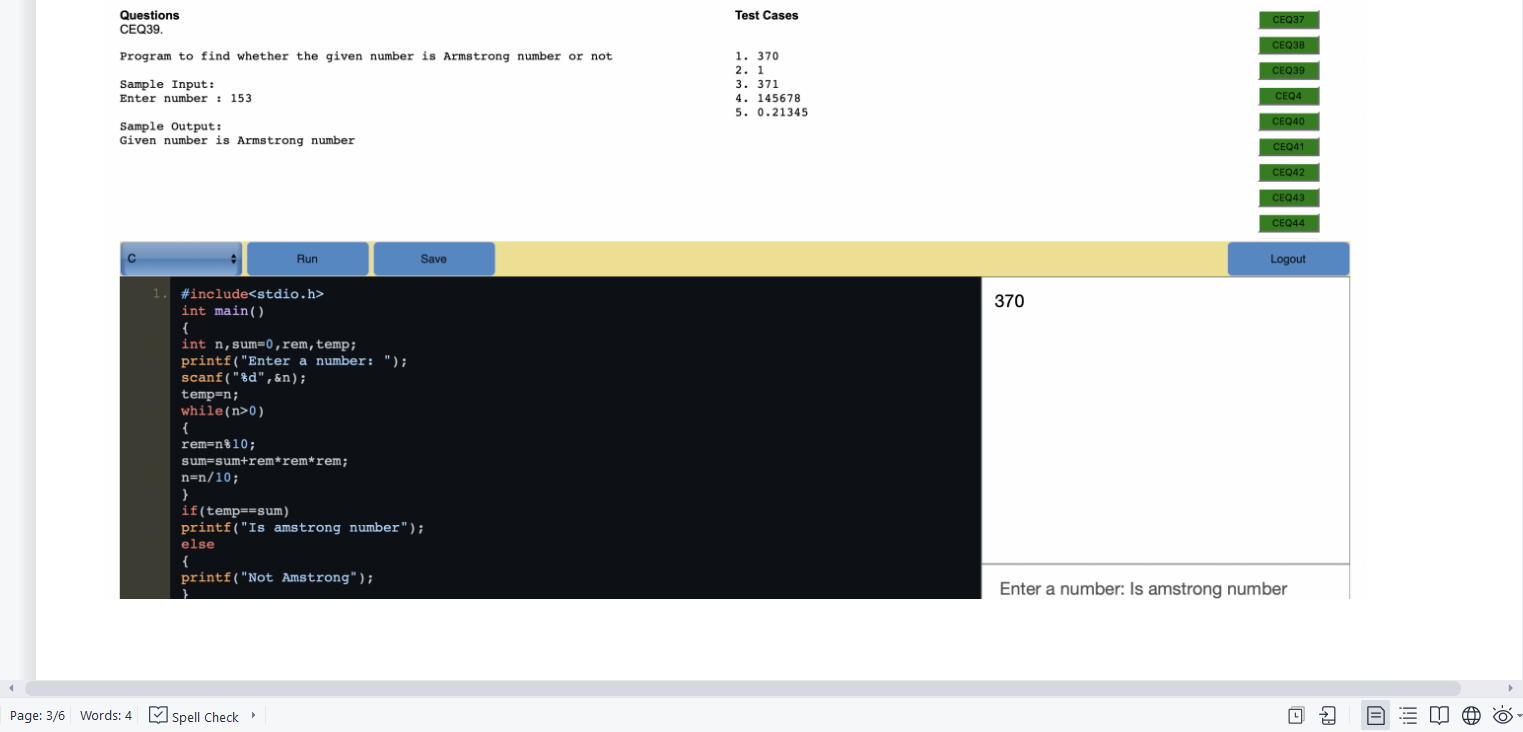 Questions
CEQ39.
Program to find whether the given number is Armstrong number or not
Sample Input:
Enter number : 153
Sample Output:
Given number is Armstrong number
Test Cases
1. 370
2. 1
3. 371
4. 145678
5. 0.21345
CEQ37
CEQ38
CEQ39
CEQ4
CEQ40
CEQ41
CEQ42
CEQ43
CEQ44
C
Run
Save
Logout
1.
#include<stdio.h>
int main()
{
int n,sum=0,rem,temp;
printf("Enter a number: ");
scanf("%d",&n);
temp=n;
while(n>0)
{
rem=n%10;
sum=sum+rem*rem*rem;
n=n/10;
}
if(temp==sum)
printf("Is amstrong number");
else
{
printf("Not Amstrong");
}
370
Enter a number: Is amstrong number
Page: 3/6 Words: 4 Spell Check